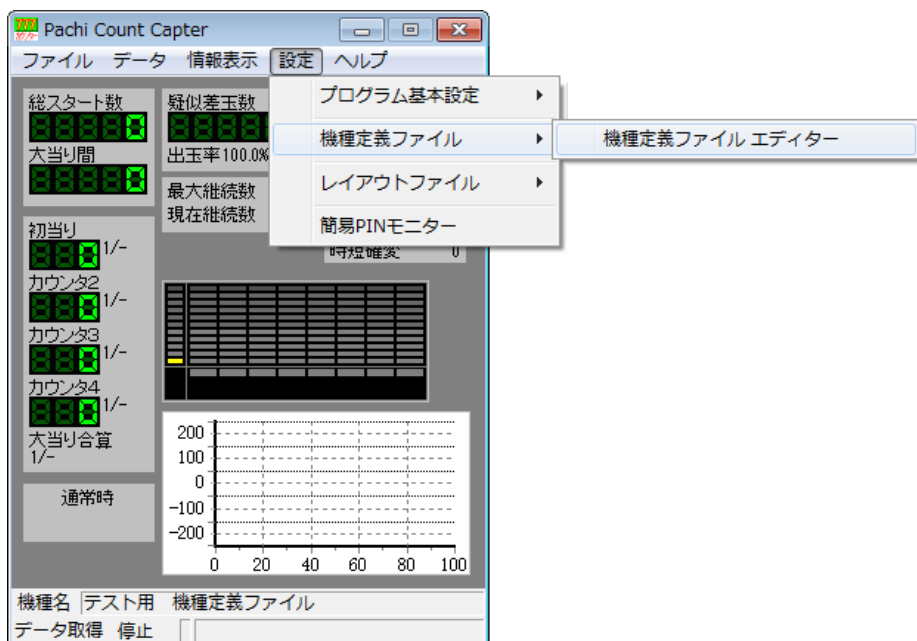 Pachi Count Capter
ファイル データ 情報表示 設定 ヘルプ
プログラム基本設定
機種定義ファイル
レイアウトファイル
簡易PINモニター
機種定義ファイル エディター
総スタート数
0
大当り間
0
疑似差玉数
出玉率100.0%
最大継続数
現在継続数
時短確変 0
初当り
0 1/-
カウンタ2
0 1/-
カウンタ3
0 1/-
カウンタ4
0 1/-
大当り合算
1/-
通常時
200
100
0
-100
-200
0 20 40 60 80 100
機種名 テスト用 機種定義ファイル
データ取得 停止